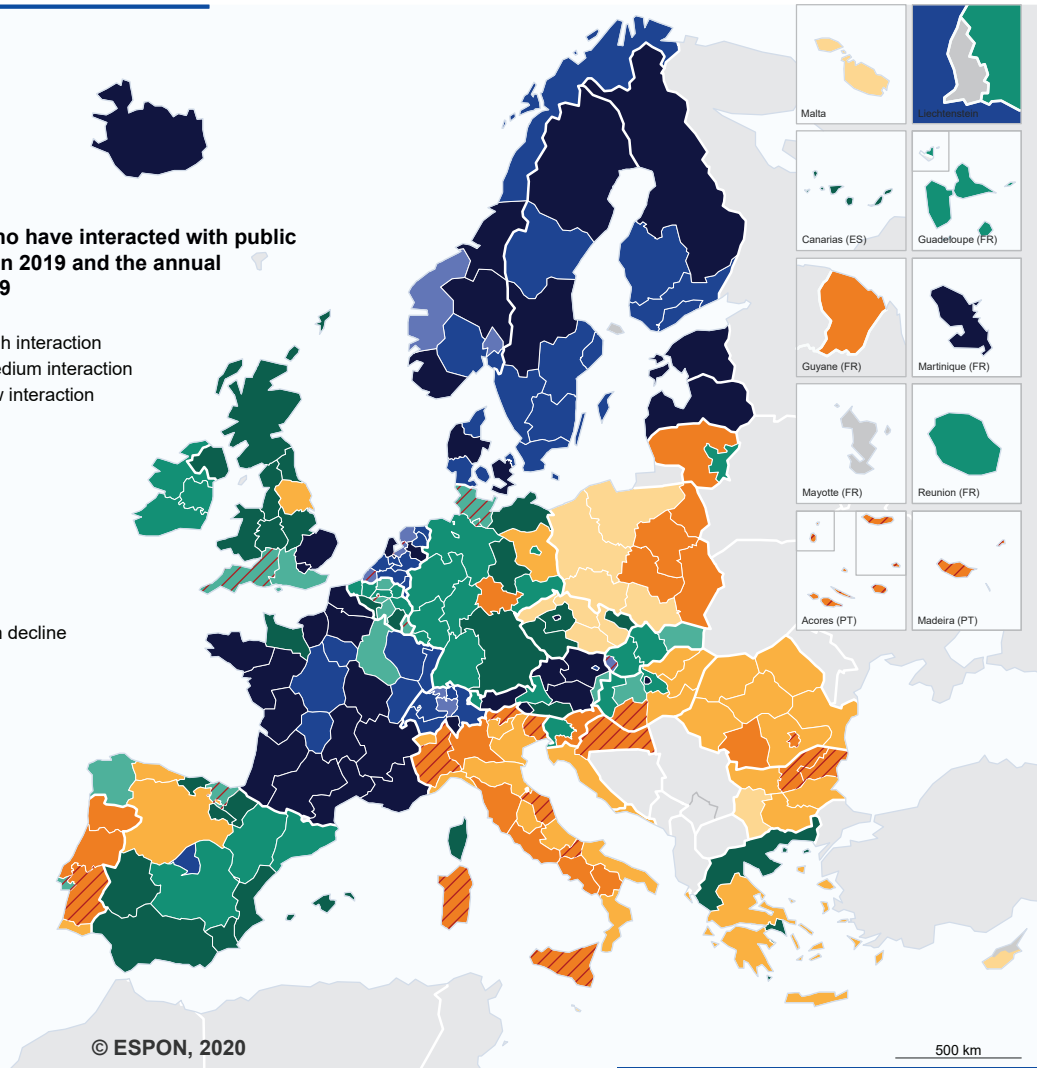 no have interacted with public
n 2019 and the annual
9
h interaction
edium interaction
v interaction
n decline
Malta
Liechtenstein
Canarias (ES)
Guadeloupe (FR)
Guyane (FR)
Martinique (FR)
Mayotte (FR)
Reunion (FR)
Acores (PT)
Madeira (PT)
© ESPON, 2020
500 km